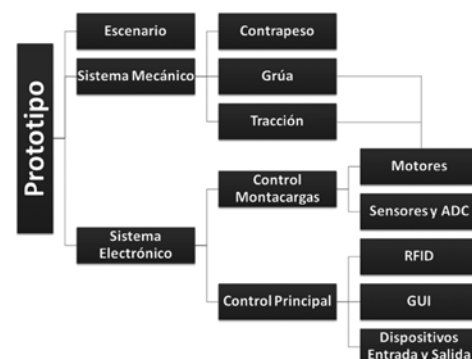 Prototipo
Escenario
Sistema Mecánico
Sistema
Electrónico
Contrapeso
Grúa
Tracción
Control
Montacargas
Control Principal
Motores
Sensores y ADC
RFID
GUI
Dispositivos
Entrada y Salida